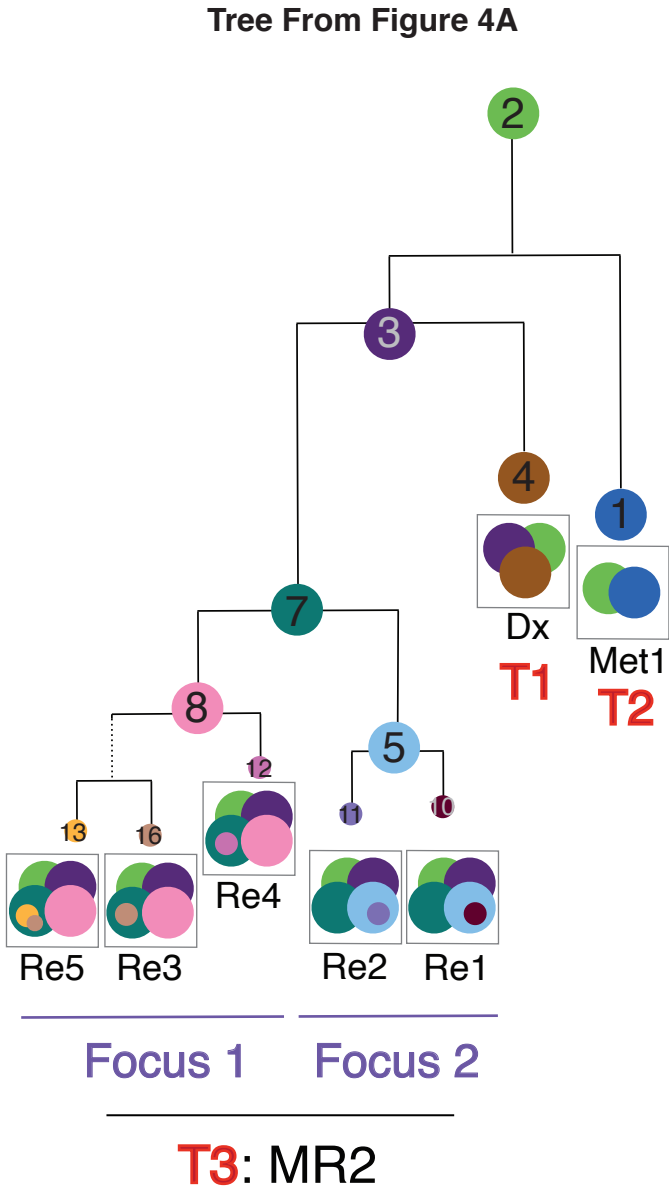 Tree From Figure 4A
2
3
4
1
Dx
T1
Met1
T2
7
8
5
12
11
10
13
16
Re4
Re5
Re3
Re2
Re1
Focus 1
Focus 2
T3: MR2